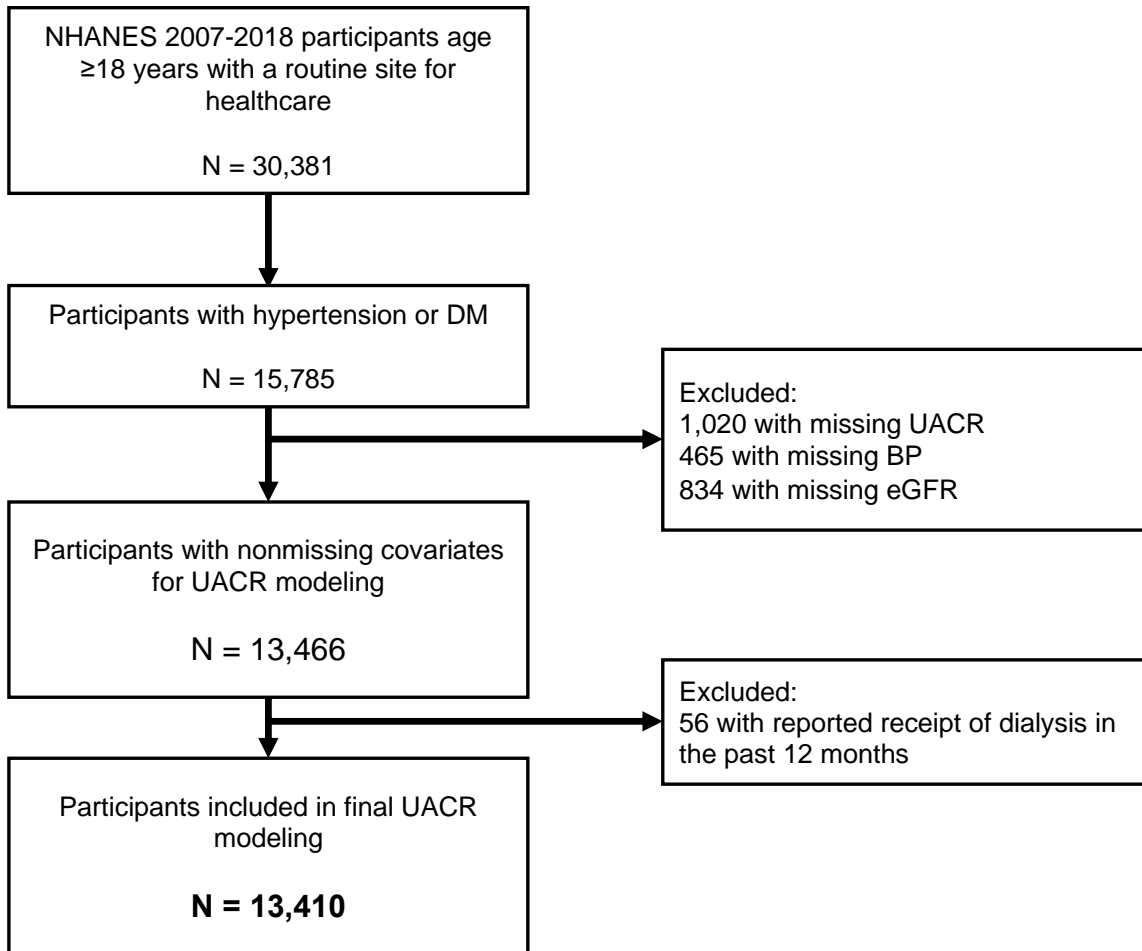 NHANES 2007-2018 participants age
≥18 years with a routine site for
healthcare
N = 30,381
Participants with hypertension or DM
N = 15,785
Excluded:
1,020 with missing UACR
465 with missing BP
834 with missing eGFR
Participants with nonmissing covariates
for UACR modeling
N = 13,466
Excluded:
56 with reported receipt of dialysis in
the past 12 months
Participants included in final UACR
modeling
N = 13,410